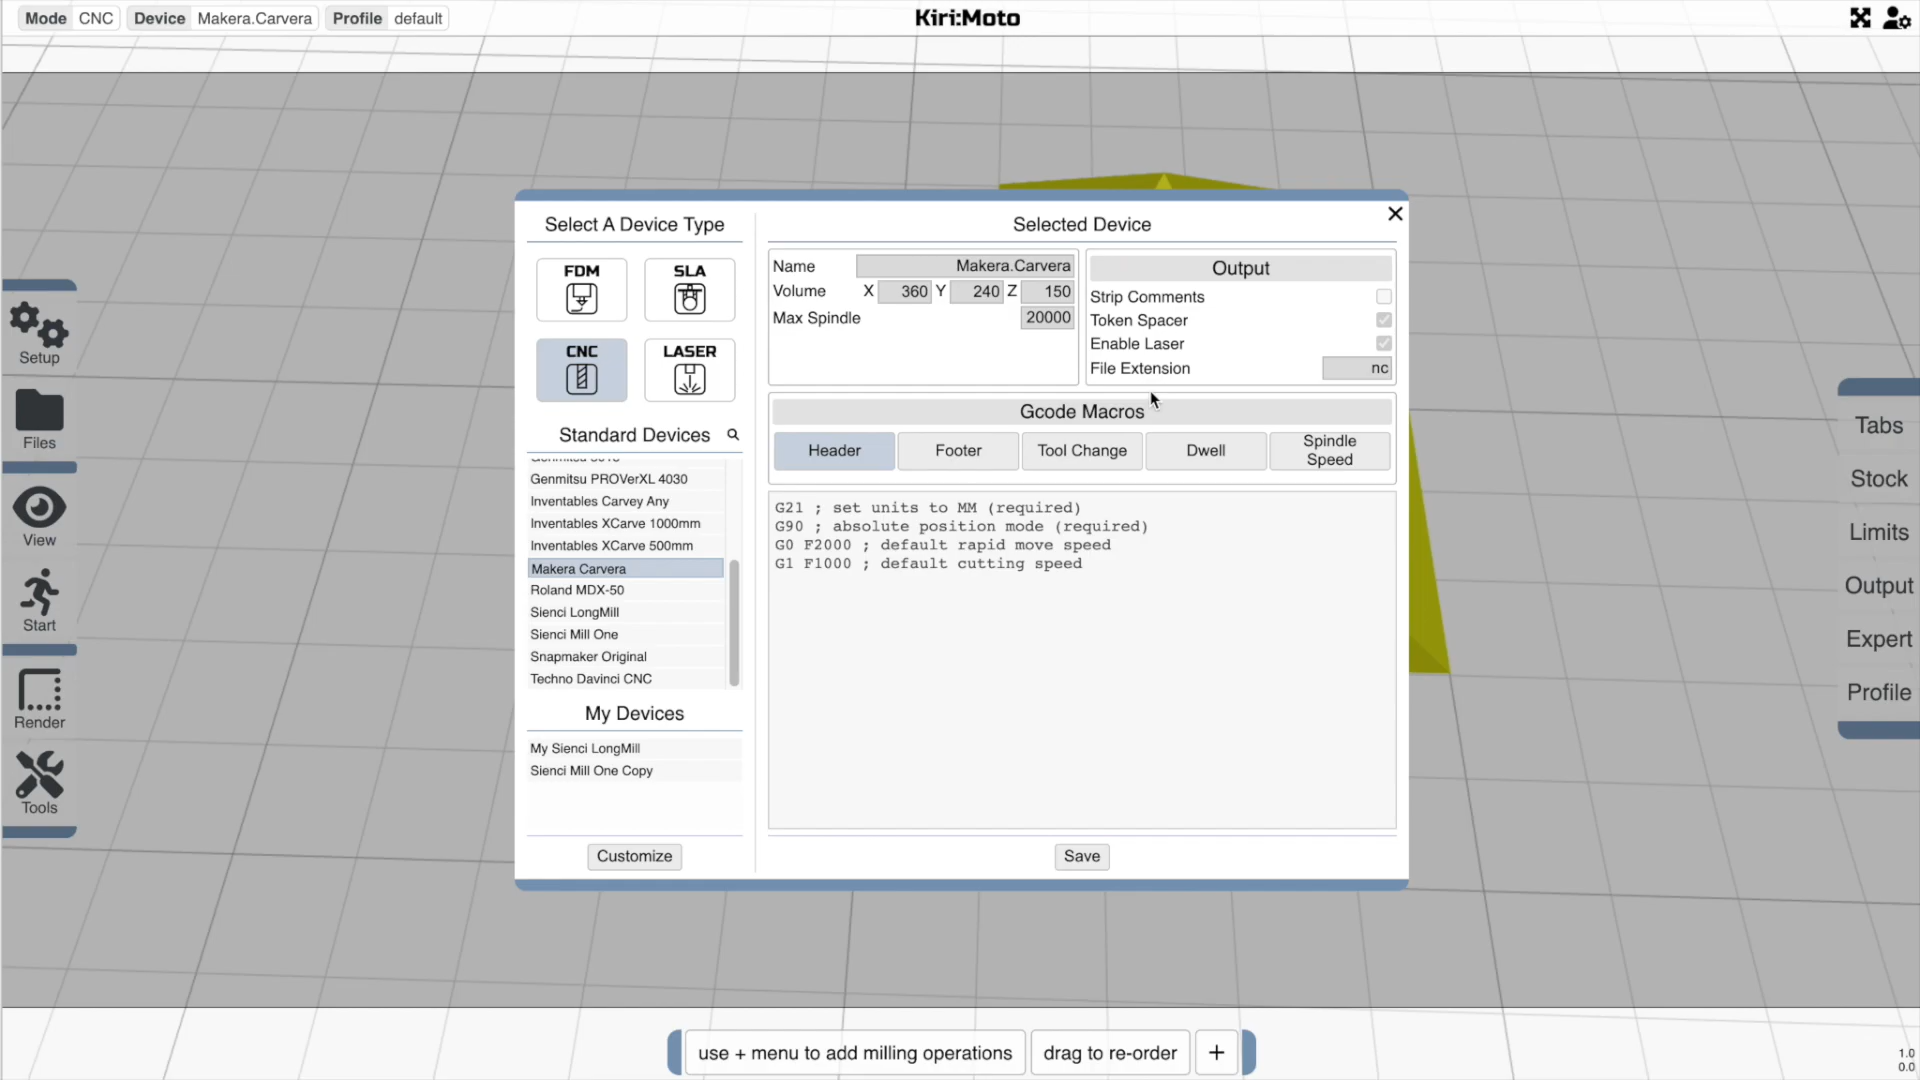 Mode CNC Device Makera.Carvera Profile default
Kiri:Moto
Setup
Files
View
Start
Render
Tools
Select A Device Type
FDM
SLA
CNC
LASER
Standard Devices
Genmitsu PROVerXL 4030
Inventables Carvey Any
Inventables XCarve 1000mm
Inventables XCarve 500mm
Makera Carvera
Roland MDX-50
Sienci LongMill
Sienci Mill One
Snapmaker Original
Techno Davinci CNC
My Devices
My Sienci LongMill
Sienci Mill One Copy
Customize
Selected Device
Name Makera.Carvera
Volume X 360 Y 240 Z 150
Max Spindle 20000
Output
Strip Comments
Token Spacer
Enable Laser
File Extension nc
Gcode Macros
Header
Footer
Tool Change
Dwell
Spindle
Speed
G21 ; set units to MM (required)
G90 ; absolute position mode (required)
G0 F2000 ; default rapid move speed
G1 F1000 ; default cutting speed
Save
Tabs
Stock
Limits
Output
Expert
Profile
use + menu to add milling operations
drag to re-order
+
1.0
0.0